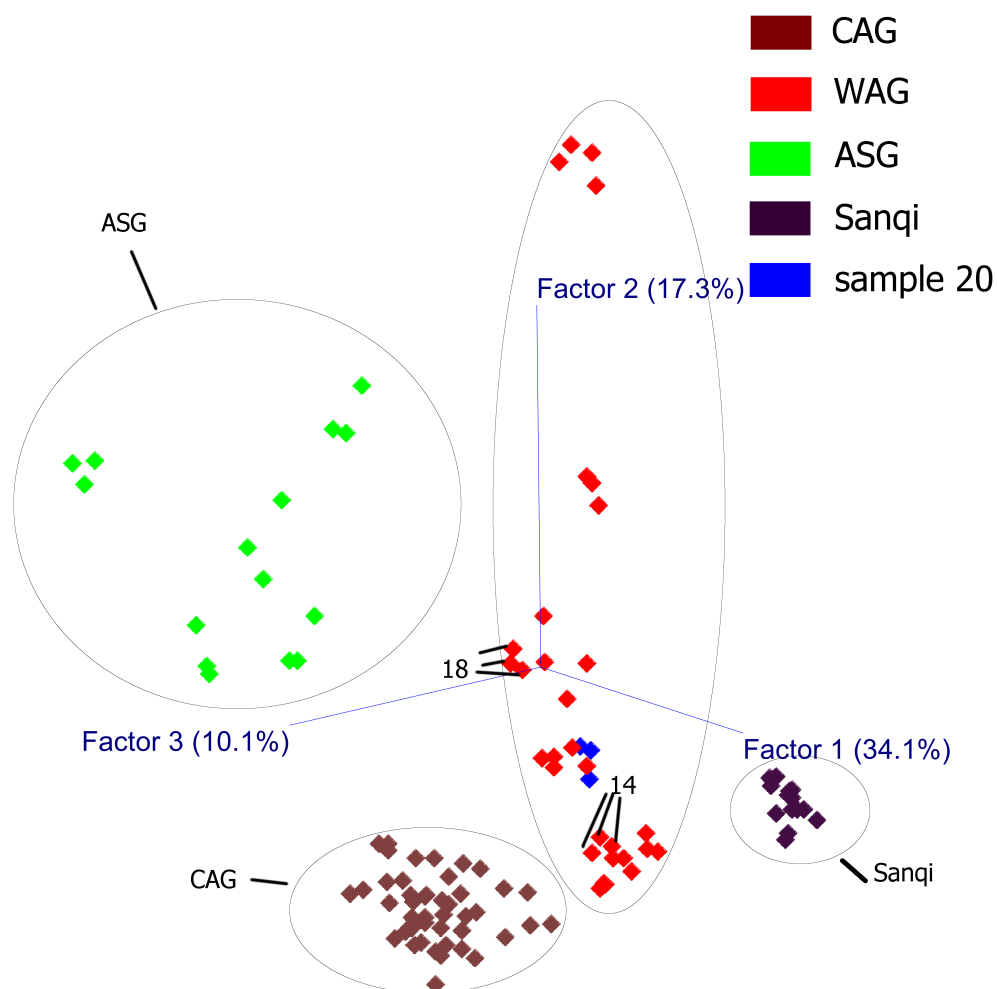 CAG
WAG
ASG
Sanqi
sample 20
ASG
Factor 2 (17.3%)
18
Factor 3 (10.1%)
Factor 1 (34.1%)
14
CAG
Sanqi